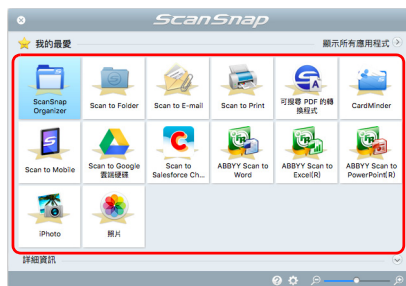 ScanSnap
我的最愛
顯示所有應用程式
ScanSnap
Organizer
Scan to Folder
Scan to E-mail
Scan to Print
可搜尋 PDF 的轉
換程式
CardMinder
Scan to Mobile
Scan to Google
雲端硬碟
Scan to
Salesforce Ch...
ABBYY Scan to
Word
ABBYY Scan to
Excel(R)
ABBYY Scan to
PowerPoint(R)
iPhoto
照片
詳細資訊